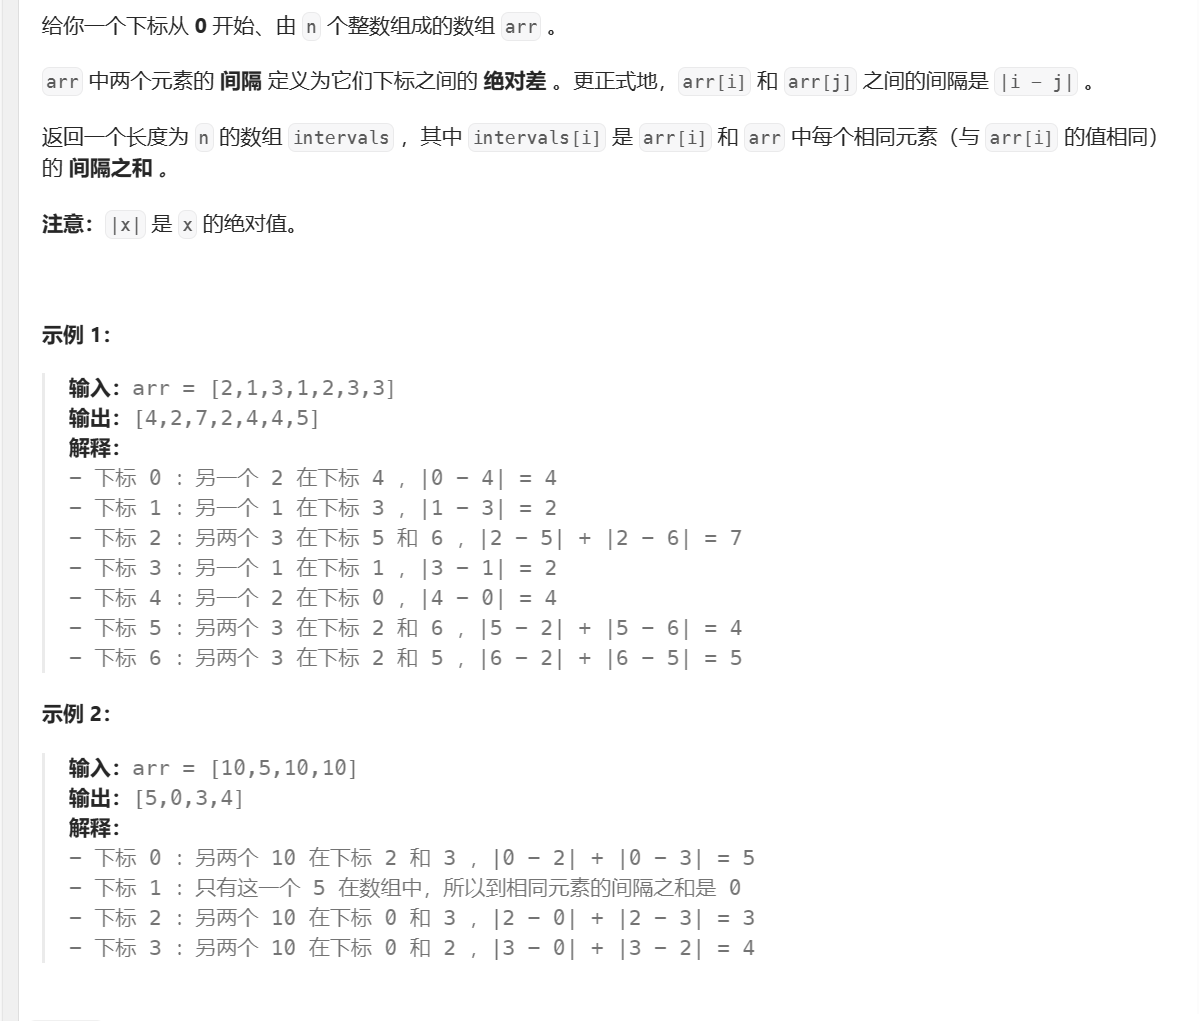 给你一个下标从 0 开始、由 n 个整数组成的数组 arr 。
arr 中两个元素的 间隔 定义为它们下标之间的 绝对差 。更正式地，arr[i] 和 arr[j] 之间的间隔是 |i - j| 。
返回一个长度为 n 的数组 intervals ，其中 intervals[i] 是 arr[i] 和 arr 中每个相同元素（与 arr[i] 的值相同）
的 间隔之和 。
注意：|x| 是 x 的绝对值。
示例 1：
输入：arr = [2,1,3,1,2,3,3]
输出：[4,2,7,2,4,4,5]
解释：
- 下标 0 ：另一个 2 在下标 4 ，|0 - 4| = 4
- 下标 1 ：另一个 1 在下标 3 ，|1 - 3| = 2
- 下标 2 ：另两个 3 在下标 5 和 6 ，|2 - 5| + |2 - 6| = 7
- 下标 3 ：另一个 1 在下标 1 ，|3 - 1| = 2
- 下标 4 ：另一个 2 在下标 0 ，|4 - 0| = 4
- 下标 5 ：另两个 3 在下标 2 和 6 ，|5 - 2| + |5 - 6| = 4
- 下标 6 ：另两个 3 在下标 2 和 5 ，|6 - 2| + |6 - 5| = 5
示例 2：
输入：arr = [10,5,10,10]
输出：[5,0,3,4]
解释：
- 下标 0 ：另两个 10 在下标 2 和 3 ，|0 - 2| + |0 - 3| = 5
- 下标 1 ：只有这一个 5 在数组中，所以到相同元素的间隔之和是 0
- 下标 2 ：另两个 10 在下标 0 和 3 ，|2 - 0| + |2 - 3| = 3
- 下标 3 ：另两个 10 在下标 0 和 2 ，|3 - 0| + |3 - 2| = 4